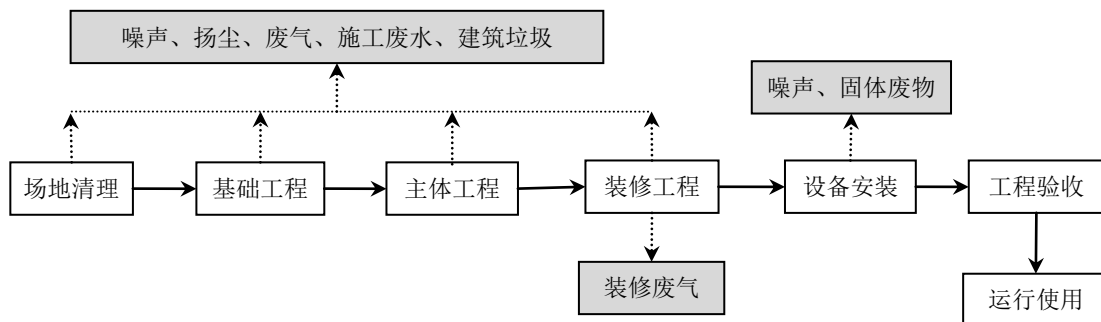 噪声、扬尘、废气、施工废水、建筑垃圾
噪声、固体废物
场地清理
基础工程
主体工程
装修工程
设备安装
工程验收
装修废气
运行使用